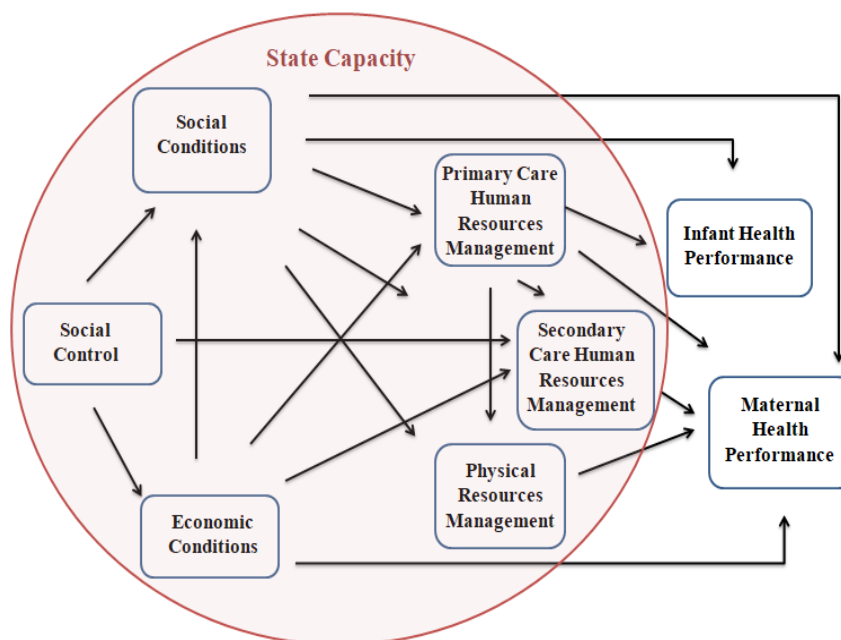 State Capacity
Social
Conditions
Primary Care
Human
Resources
Management
Infant Health
Performance
Social
Control
Secondary
Care Human
Resources
Management
Maternal
Health
Performance
Physical
Resources
Management
Economic
Conditions